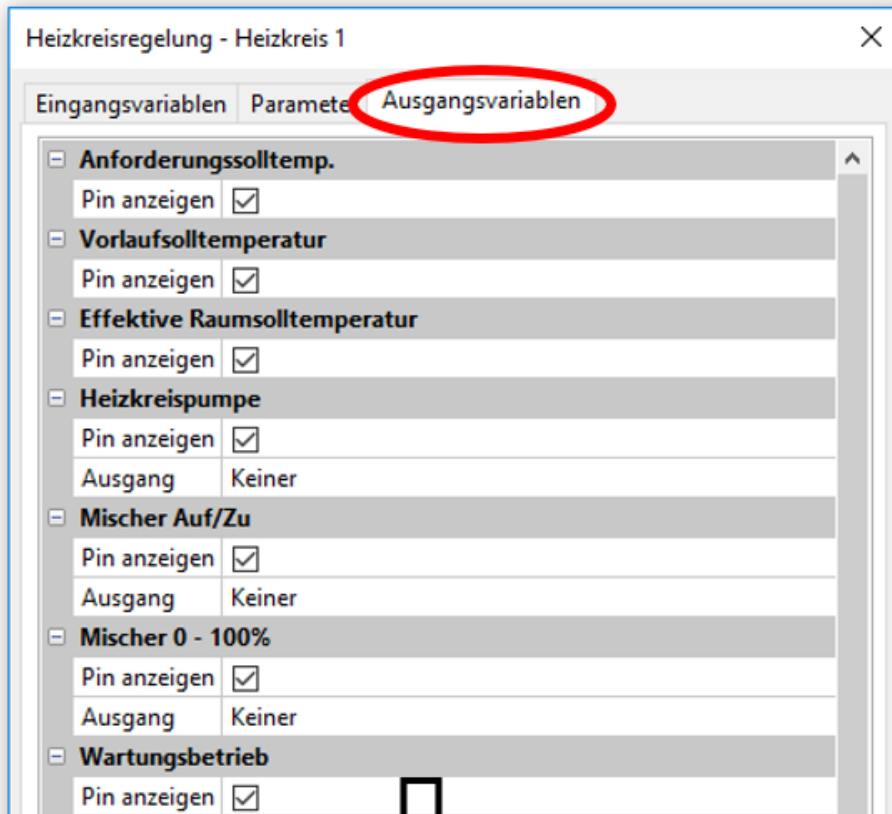 Heizkreisregelung - Heizkreis 1
Eingangsvariablen Paramete Ausgangsvariablen
Anforderungssolltemp.
Pin anzeigen
Vorlaufsolltemperatur
Pin anzeigen
Effektive Raumsolltemperatur
Pin anzeigen
Heizkreispumpe
Pin anzeigen
Ausgang Keiner
Mischer Auf/Zu
Pin anzeigen
Ausgang Keiner
Mischer 0 - 100%
Pin anzeigen
Ausgang Keiner
Wartungsbetrieb
Pin anzeigen